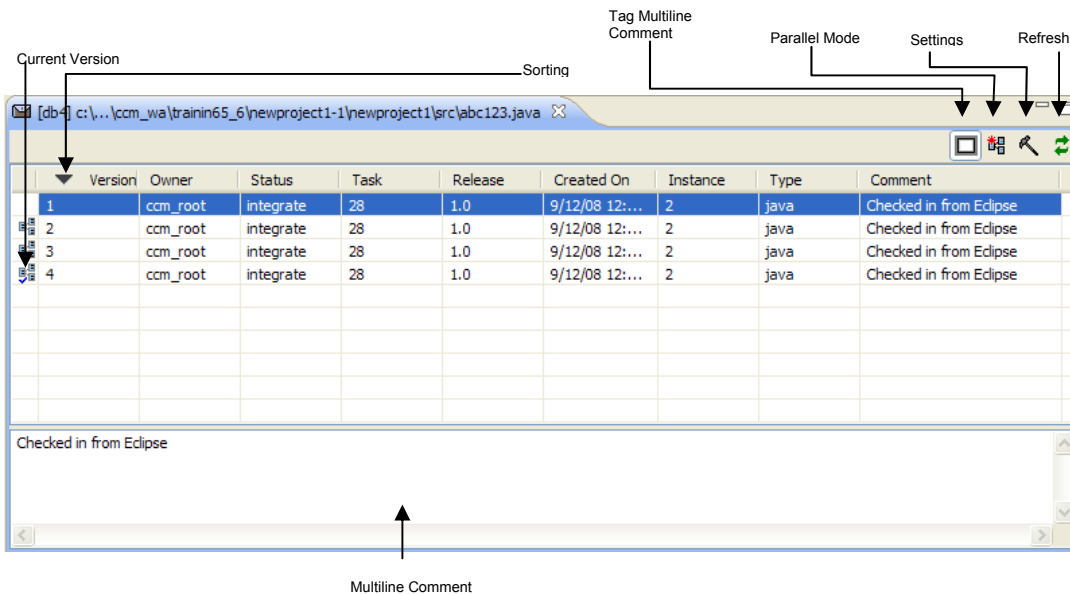 Tag Multiline
Comment
Parallel Mode
Settings
Refresh
Current Version
Sorting
[db4] c:\...\ccm_wa\trainin65_6\newproject1-1\newproject1\src\abc123.java
Version Owner Status Task Release Created On Instance Type Comment
1 ccm_root integrate 28 1.0 9/12/08 12:... 2 java Checked in from Eclipse
2 ccm_root integrate 28 1.0 9/12/08 12:... 2 java Checked in from Eclipse
3 ccm_root integrate 28 1.0 9/12/08 12:... 2 java Checked in from Eclipse
4 ccm_root integrate 28 1.0 9/12/08 12:... 2 java Checked in from Eclipse
Checked in from Eclipse
Multiline Comment